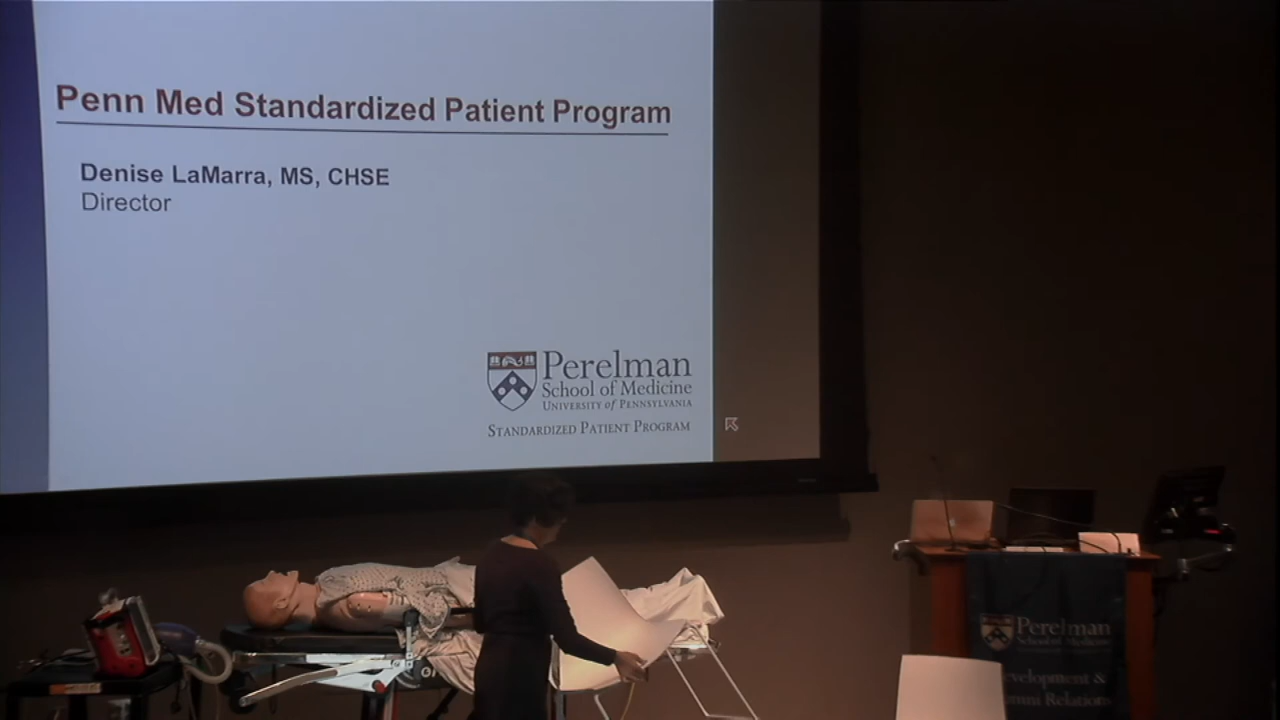 Penn Med Standardized Patient Program
Denise LaMarra, MS, CHSE
Director
Perelman
School of Medicine
University of Pennsylvania
Standardized Patient Program
Perelman
School of Medicine
Development &
Alumni Relations